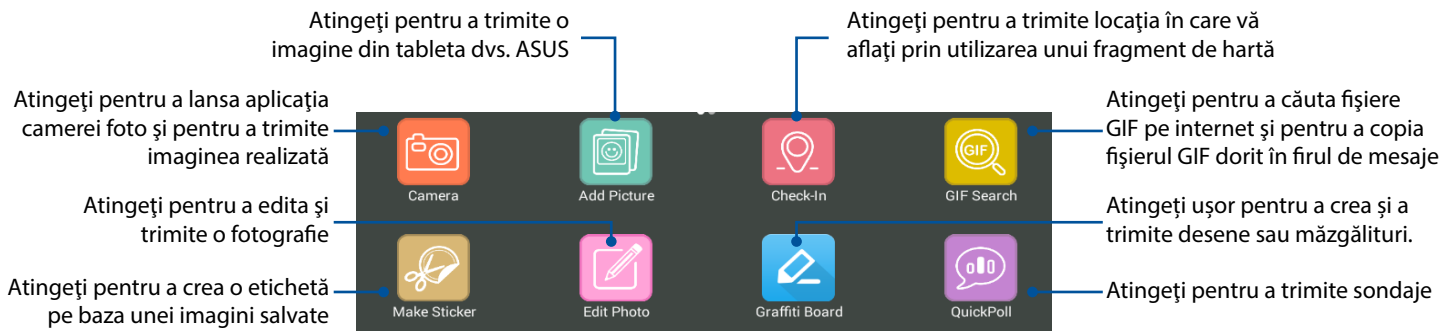 Atingeţi pentru a trimite o
imagine din tableta dvs. ASUS
Atingeţi pentru a trimite locaţia în care vă
aflaţi prin utilizarea unui fragment de hartă
Atingeţi pentru a lansa aplicaţia
camerei foto şi pentru a trimite
imaginea realizată
Atingeţi pentru a căuta fişiere
GIF pe internet şi pentru a copia
fişierul GIF dorit în firul de mesaje
GIF
Camera
Add Picture
Check-In
GIF Search
Atingeţi pentru a edita şi
trimite o fotografie
Atingeți ușor pentru a crea și a
trimite desene sau măzgălituri.
Atingeţi pentru a crea o etichetă
pe baza unei imagini salvate
Atingeţi pentru a trimite sondaje
Make Sticker
Edit Photo
Graffiti Board
QuickPoll